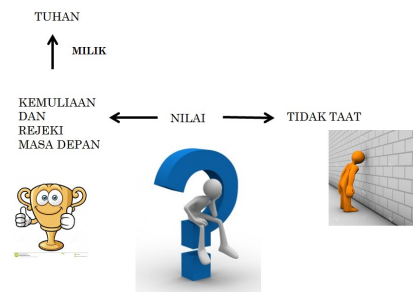 TUHAN
MILIK
KEMULIAAN
DAN
REJEKI
MASA DEPAN
NILAI
TIDAK TAAT